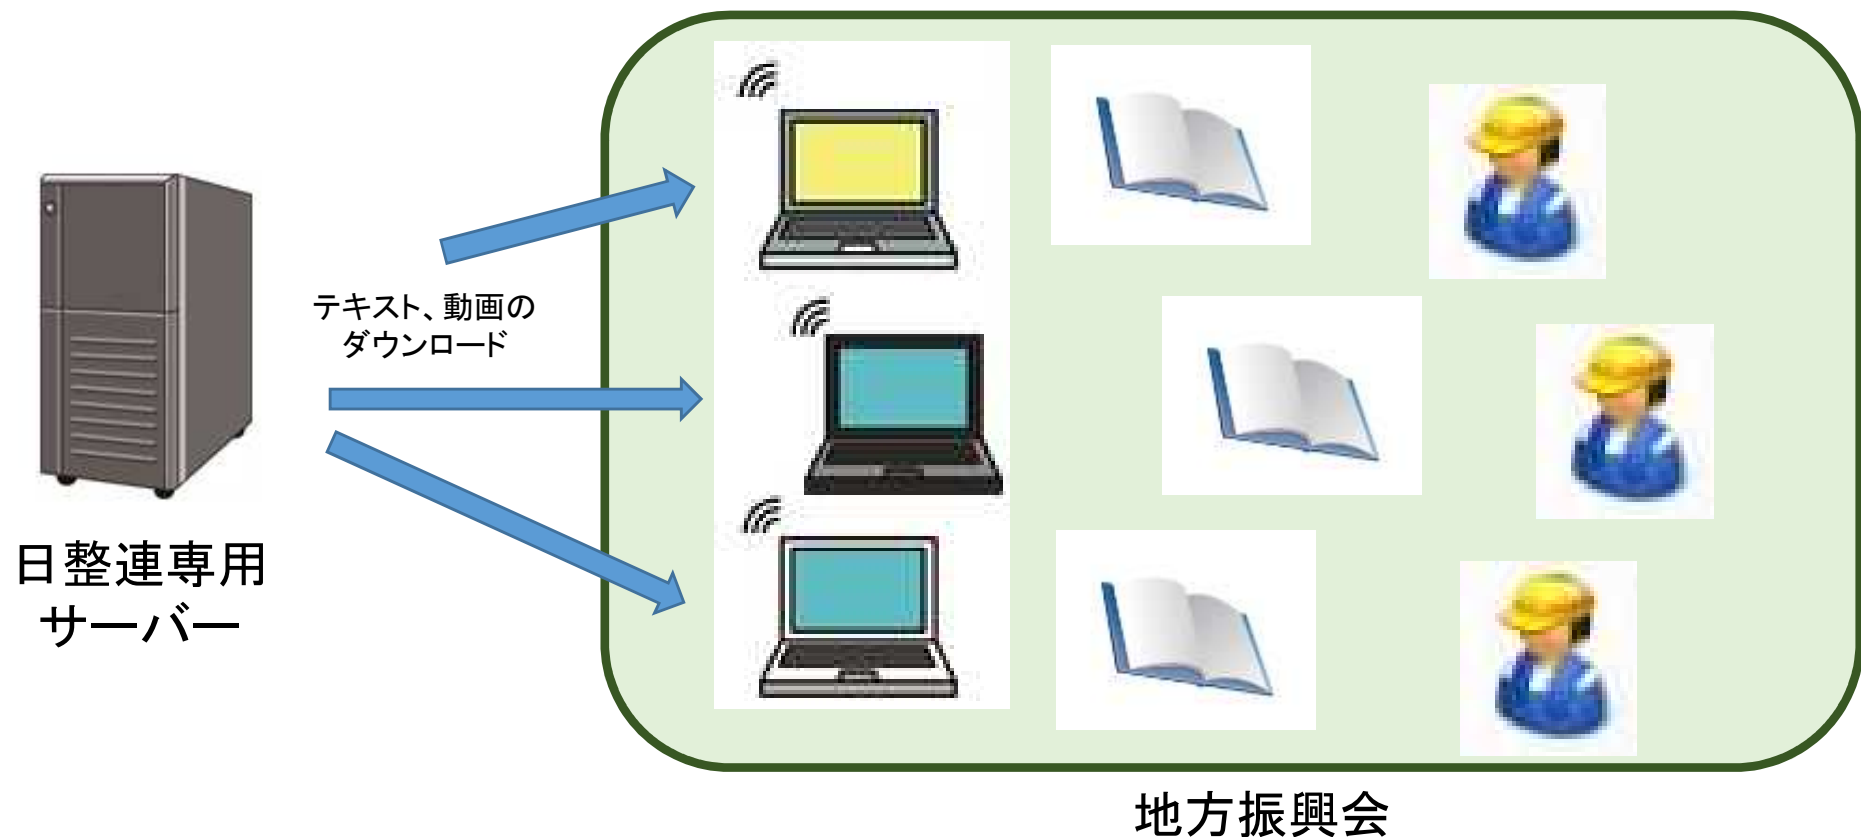 テキスト、動画の
ダウンロード
日整連専用
サーバー
地方振興会